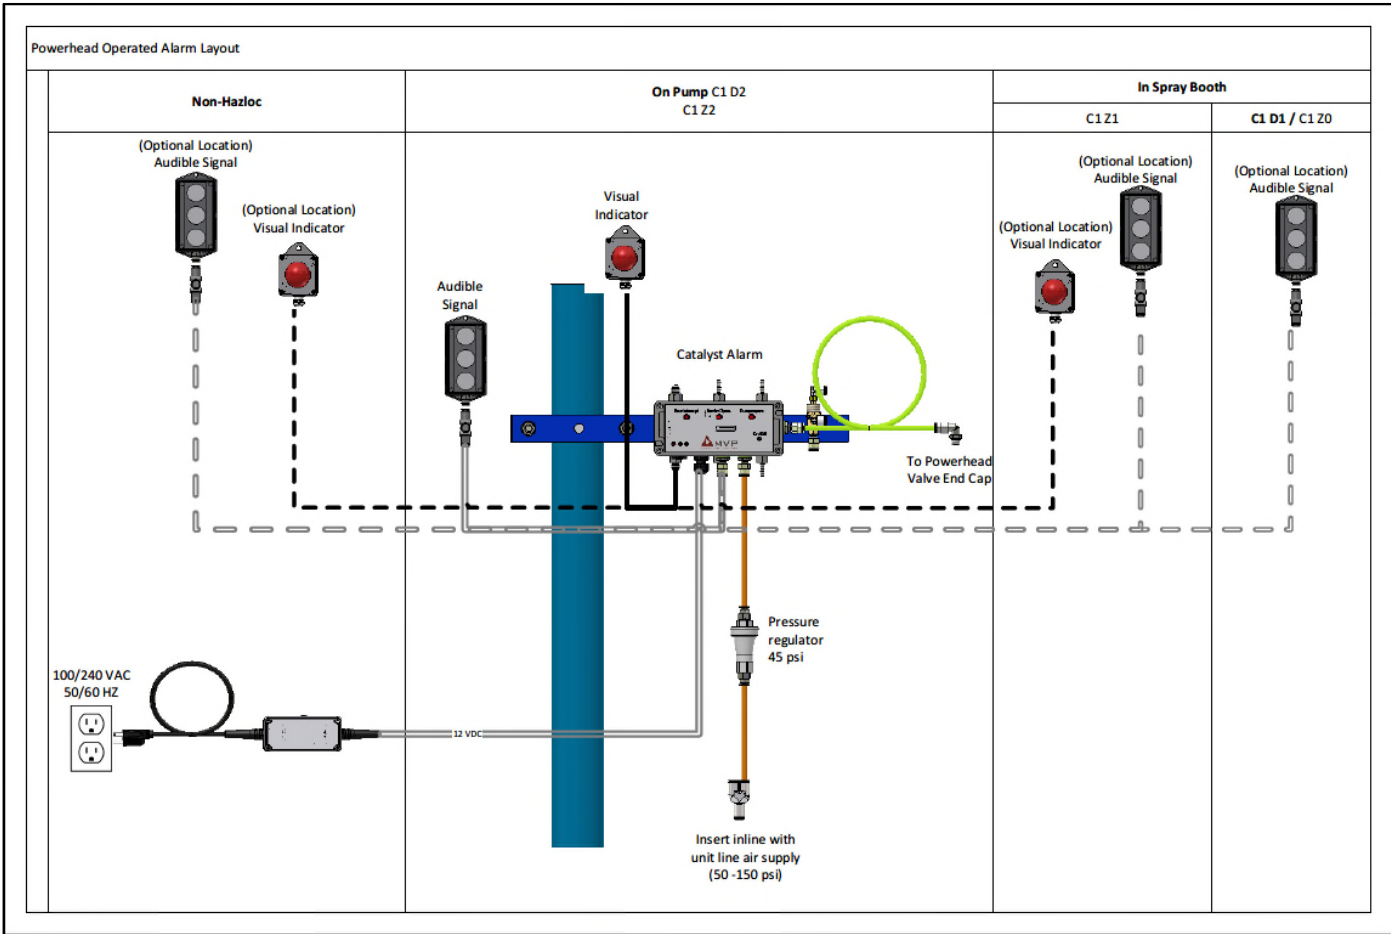 Powerhead Operated Alarm Layout
Non-Hazloc
On Pump C1 D2
C1 Z2
In Spray Booth
C1 Z1
C1 D1 / C1 Z0
(Optional Location)
Audible Signal
(Optional Location)
Visual Indicator
Visual
Indicator
Audible
Signal
Catalyst Alarm
MVP
To Powerhead
Valve End Cap
(Optional Location)
Audible Signal
(Optional Location)
Visual Indicator
(Optional Location)
Audible Signal
Pressure
regulator
45 psi
100/240 VAC
50/60 HZ
12 VDC
Insert inline with
unit line air supply
(50 -150 psi)